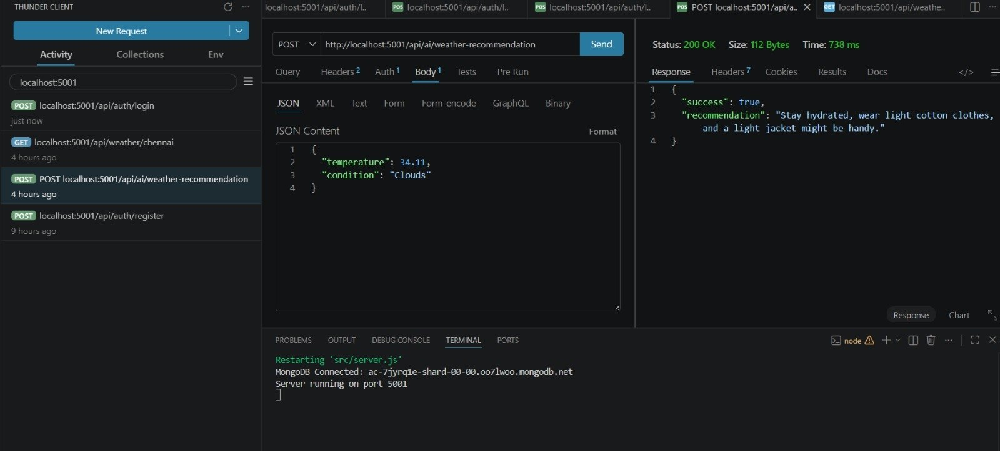 THUNDER CLIENT
New Request
Activity Collections Env
localhost:5001
POST localhost:5001/api/auth/login
just now
GET localhost:5001/api/weather/chennai
4 hours ago
POST POST localhost:5001/api/ai/weather-recommendation
4 hours ago
POST localhost:5001/api/auth/register
9 hours ago
localhost:5001/api/auth/l.. POS localhost:5001/api/auth/l.. POS localhost:5001/api/auth/l.. POS POST localhost:5001/api/a.. GET localhost:5001/api/weathe..
POST http://localhost:5001/api/ai/weather-recommendation Send
Query Headers 2 Auth 1 Body 1 Tests Pre Run
JSON XML Text Form Form-encode GraphQL Binary
JSON Content Format
1 {
2 "temperature": 34.11,
3 "condition": "Clouds"
4 }
Status: 200 OK Size: 112 Bytes Time: 738 ms
Response Headers 7 Cookies Results Docs </>
1 {
2 "success": true,
3 "recommendation": "Stay hydrated, wear light cotton clothes,
and a light jacket might be handy."
4 }
Response Chart
PROBLEMS OUTPUT DEBUG CONSOLE TERMINAL PORTS
node
Restarting 'src/server.js'
MongoDB Connected: ac-7jyrq1e-shard-00-00.oo7lwoo.mongodb.net
Server running on port 5001